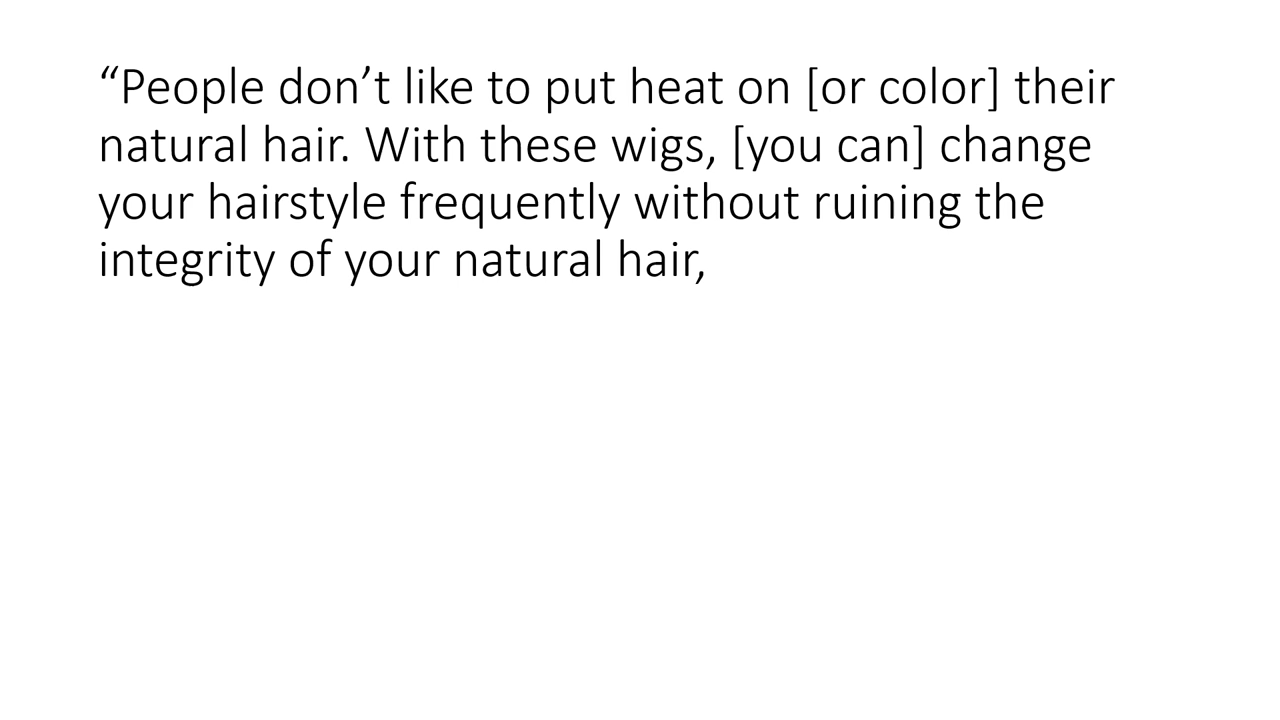 “People don’t like to put heat on [or color] their
natural hair. With these wigs, [you can] change
your hairstyle frequently without ruining the
integrity of your natural hair,